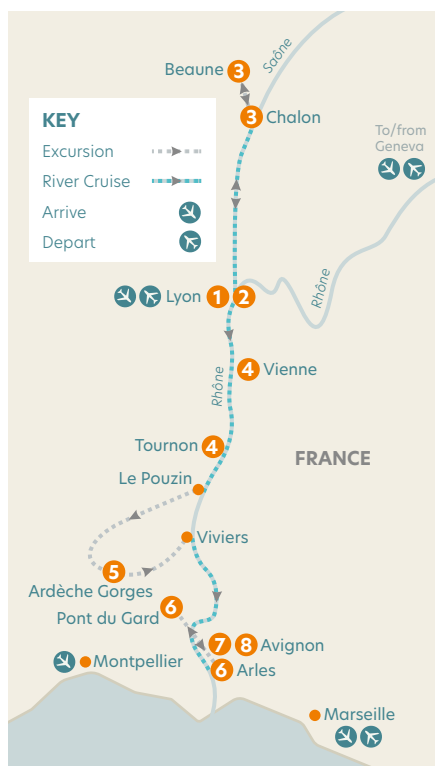 Saône
Beaune 3
3 Chalon
KEY
Excursion
River Cruise
Arrive
Depart
To/from
Geneva
Lyon 1 2
Rhône
4 Vienne
Rhône
Tournon 4
FRANCE
Le Pouzin
Viviers
5
Ardèche Gorges
6
Pont du Gard
7 8 Avignon
6 Arles
Montpellier
Marseille